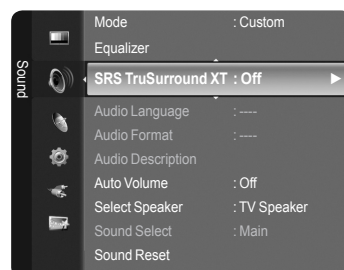 Sound
Mode : Custom
Equalizer
SRS TruSurround XT : Off
Audio Language : ----
Audio Format : ----
Audio Description
Auto Volume : Off
Select Speaker : TV Speaker
Sound Select : Main
Sound Reset